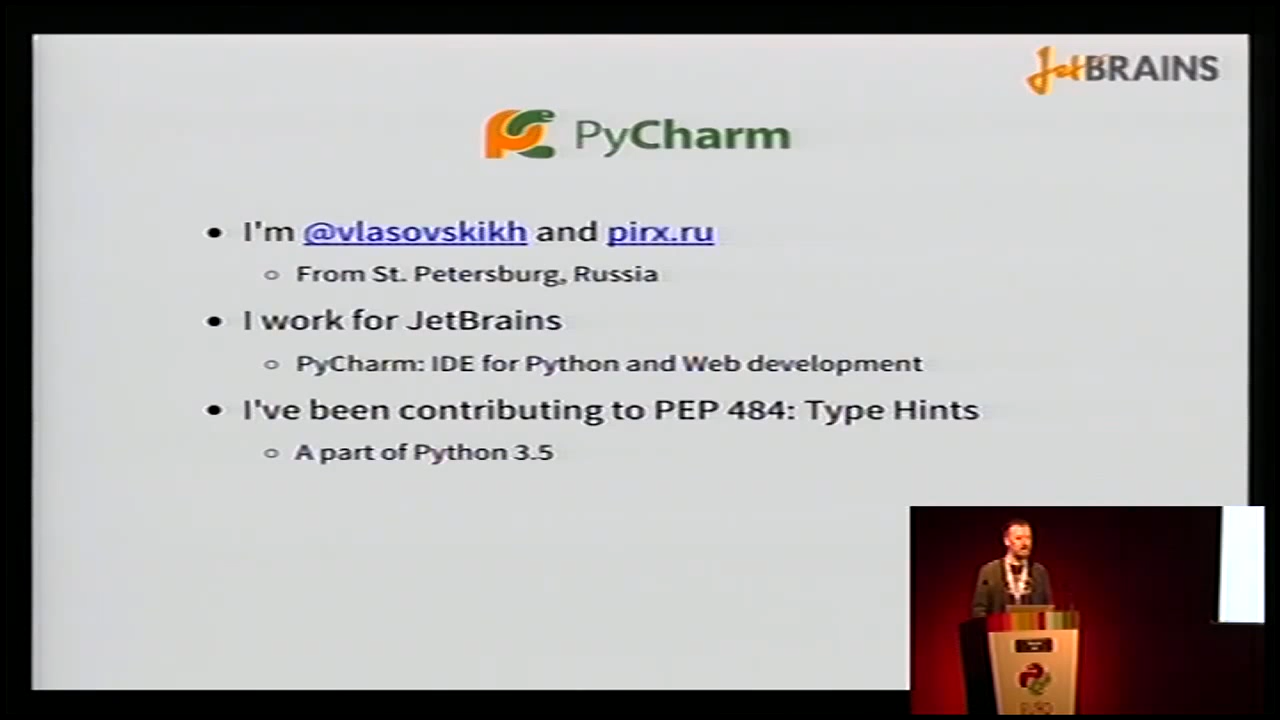 JetBRAINS
PyCharm
• I'm @vlasovskikh and pirx.ru
○ From St. Petersburg, Russia
• I work for JetBrains
○ PyCharm: IDE for Python and Web development
• I've been contributing to PEP 484: Type Hints
○ A part of Python 3.5